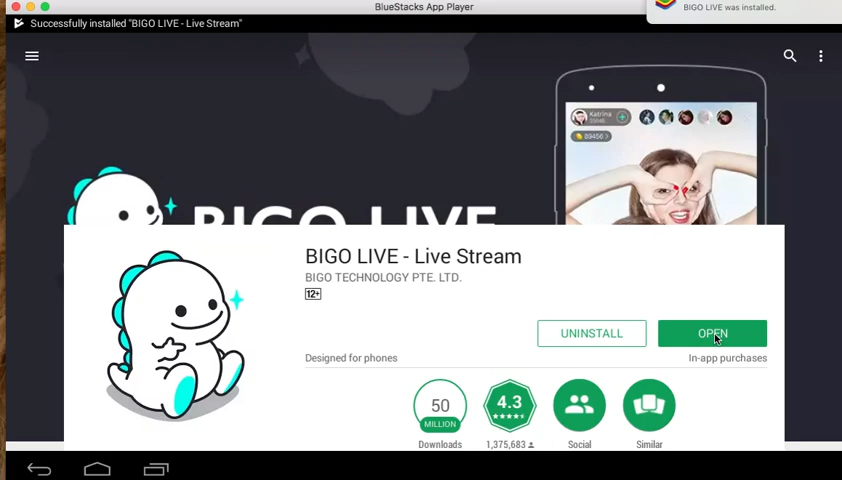 BlueStacks App Player
BIGO LIVE was installed.
Successfully installed "BIGO LIVE - Live Stream"
Katrina
89456 >
BIGO LIVE
BIGO LIVE - Live Stream
BIGO TECHNOLOGY PTE. LTD.
12+
UNINSTALL
OPEN
Designed for phones
In-app purchases
50
MILLION
4.3
Downloads
1,375,683
Social
Similar